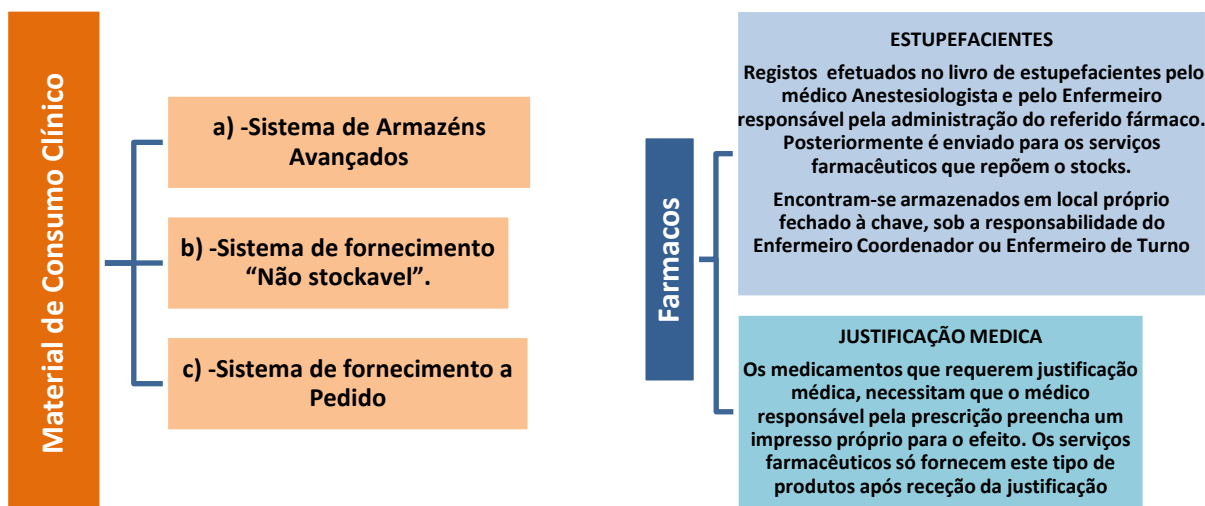 Material de Consumo Clínico
a) -Sistema de Armazéns
Avançados
b) -Sistema de fornecimento
“Não stockavel”.
c) -Sistema de fornecimento a
Pedido
Farmacos
ESTUPEFACIENTES
Registos efetuados no livro de estupefacientes pelo
médico Anestesiologista e pelo Enfermeiro
responsável pela administração do referido fármaco.
Posteriormente é enviado para os serviços
farmacêuticos que repõem o stocks.
Encontram-se armazenados em local próprio
fechado à chave, sob a responsabilidade do
Enfermeiro Coordenador ou Enfermeiro de Turno
JUSTIFICAÇÃO MEDICA
Os medicamentos que requerem justificação
médica, necessitam que o médico
responsável pela prescrição preencha um
impresso próprio para o efeito. Os serviços
farmacêuticos só fornecem este tipo de
produtos após receção da justificação